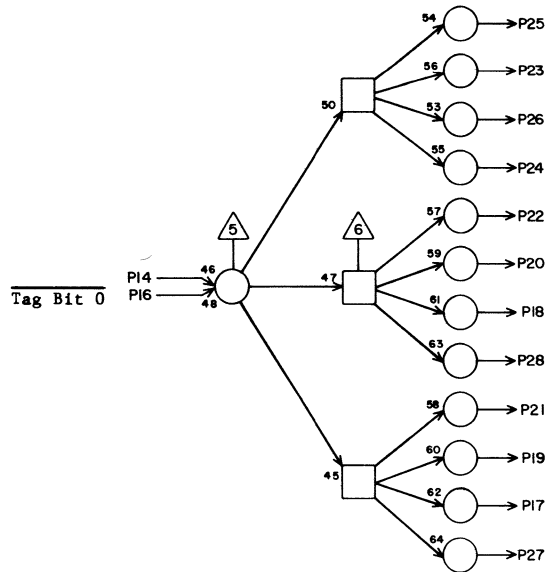 54 P25
56 P23
50 53 P26
55 P24
5 6 57 P22
P14 46 47 59 P20
Tag Bit 0 P16 48 61 P18
63 P28
58 P21
60 P19
45 62 P17
64 P27